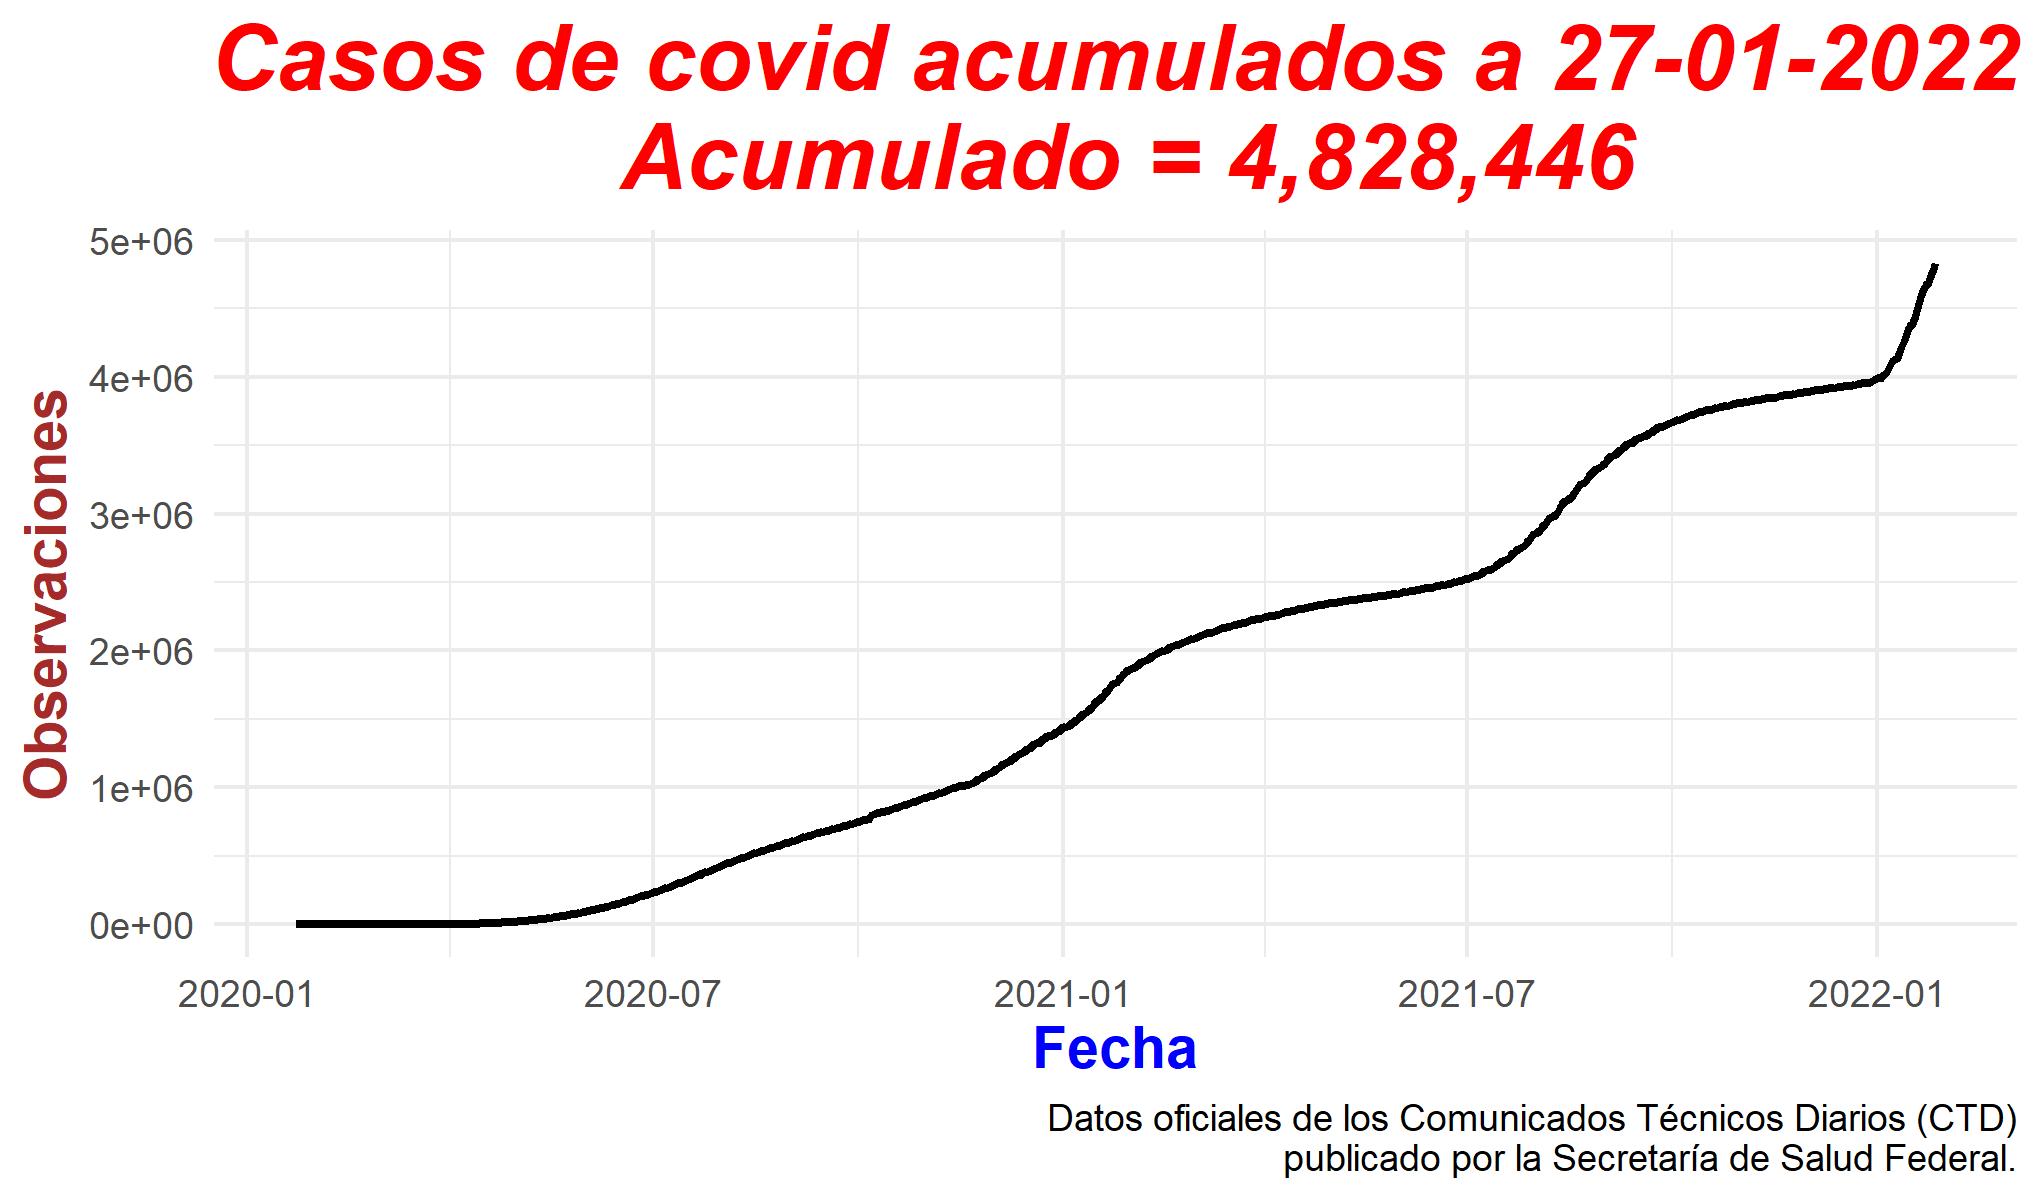 Casos de covid acumulados a 27-01-2022
Acumulado = 4,828,446
Observaciones
5e+06
4e+06
3e+06
2e+06
1e+06
0e+00
2020-01
2020-07
2021-01
2021-07
2022-01
Fecha
Datos oficiales de los Comunicados Técnicos Diarios (CTD)
publicado por la Secretaría de Salud Federal.